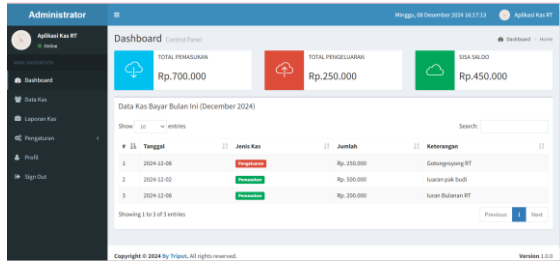 Administrator
Minggu, 08 Desember 2024 16:17:13
Aplikasi Kas RT
Aplikasi Kas RT
Online
MAIN NAVIGATION
Dashboard
Data Kas
Laporan Kas
Pengaturan
Profil
Sign Out
Dashboard Control Panel
Dashboard > Home
TOTAL PEMASUKAN
Rp.700.000
TOTAL PENGELUARAN
Rp.250.000
SISA SALDO
Rp.450.000
Data Kas Bayar Bulan Ini (December 2024)
Show 10 entries
Search:
# Tanggal Jenis Kas Jumlah Keterangan
1 2024-12-08 Pengeluaran Rp. 250.000 Gotongroyong RT
2 2024-12-02 Pemasukan Rp. 500.000 Iuaran pak budi
3 2024-12-08 Pemasukan Rp. 200.000 Iuran Bulanan RT
Showing 1 to 3 of 3 entries
Previous 1 Next
Copyright © 2024 By Triput. All rights reserved.
Version 1.0.0